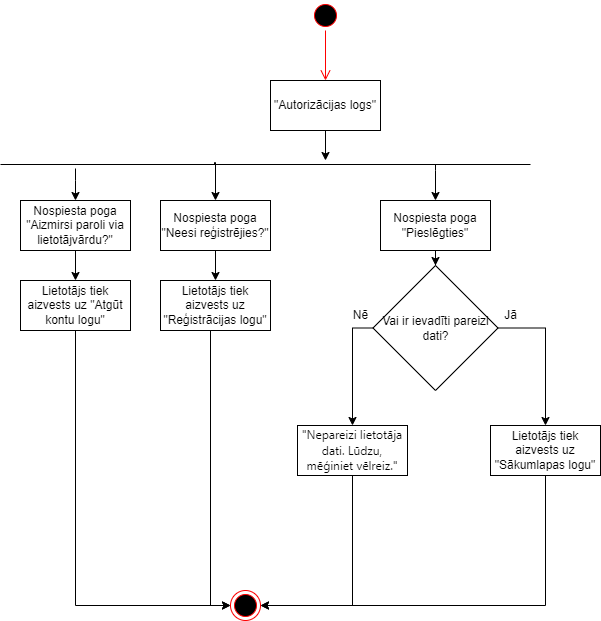 "Autorizācijas logs"
Nospiesta poga
"Aizmirsi paroli via
lietotājvārdu?"
Nospiesta poga
"Neesi reģistrējies?"
Nospiesta poga
"Pieslēgties"
Lietotājs tiek
aizvests uz "Atgūt
kontu logu"
Lietotājs tiek
aizvests uz
"Reģistrācijas logu"
Nē
Vai ir ievadīti pareizi
dati?
Jā
"Nepareizi lietotāja
dati. Lūdzu,
mēģiniet vēlreiz."
Lietotājs tiek
aizvests uz
"Sākumlapas logu"